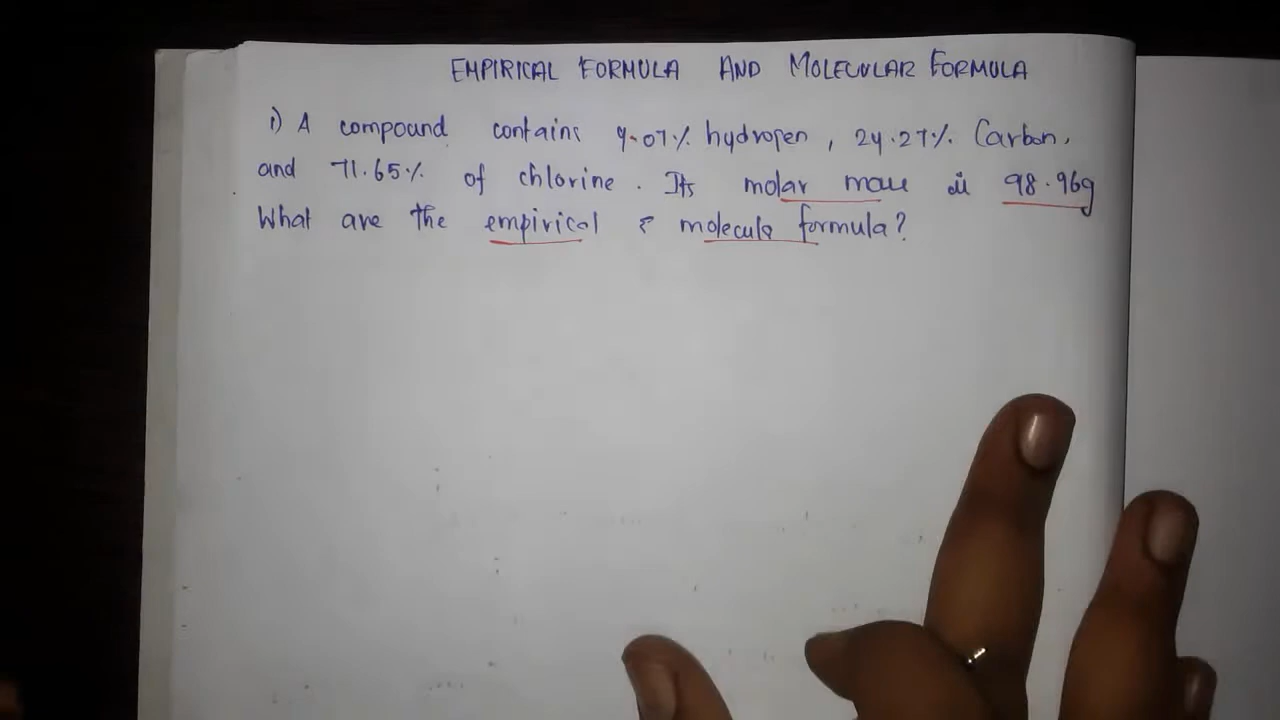 EMPIRICAL FORMULA AND MOLECULAR FORMULA
1) A compound contains 4.07% hydrogen, 24.27% Carbon,
and 71.65% of chlorine. Its molar mass is 98.96g
What are the empirical & molecula formula?